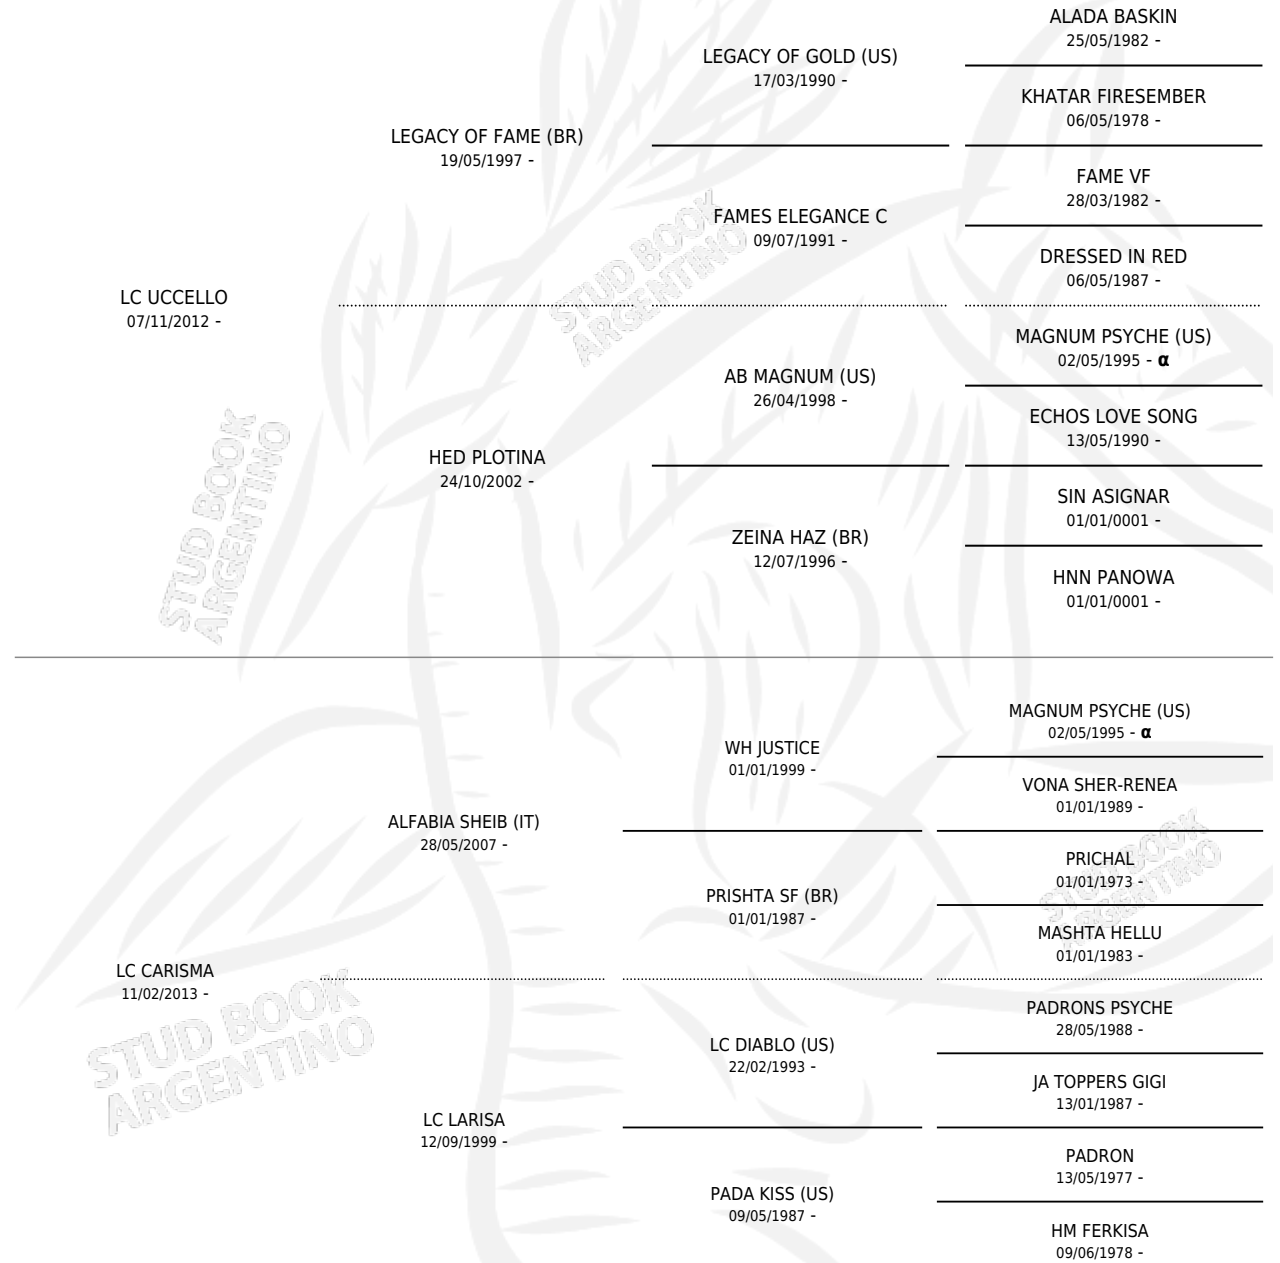 ALADA BASKIN
25/05/1982 -
LEGACY OF GOLD (US)
17/03/1990 -
KHATAR FIRESEMBER
06/05/1978 -
LEGACY OF FAME (BR)
19/05/1997 -
FAME VF
28/03/1982 -
FAMES ELEGANCE C
09/07/1991 -
DRESSED IN RED
06/05/1987 -
LC UCCELLO
07/11/2012 -
MAGNUM PSYCHE (US)
02/05/1995 - α
AB MAGNUM (US)
26/04/1998 -
ECHOS LOVE SONG
13/05/1990 -
HED PLOTINA
24/10/2002 -
SIN ASIGNAR
01/01/0001 -
ZEINA HAZ (BR)
12/07/1996 -
HNN PANOWA
01/01/0001 -
MAGNUM PSYCHE (US)
02/05/1995 - α
WH JUSTICE
01/01/1999 -
VONA SHER-RENEA
01/01/1989 -
ALFABIA SHEIB (IT)
28/05/2007 -
PRICHAL
01/01/1973 -
PRISHTA SF (BR)
01/01/1987 -
MASHTA HELLU
01/01/1983 -
LC CARISMA
11/02/2013 -
PADRONS PSYCHE
28/05/1988 -
LC DIABLO (US)
22/02/1993 -
JA TOPPERS GIGI
13/01/1987 -
LC LARISA
12/09/1999 -
PADRON
13/05/1977 -
PADA KISS (US)
09/05/1987 -
HM FERKISA
09/06/1978 -
STUD BOOK
ARGENTINO
STUD BOOK
ARGENTINO
STUD BOOK
ARGENTINO
STUD BOOK
ARGENTINO